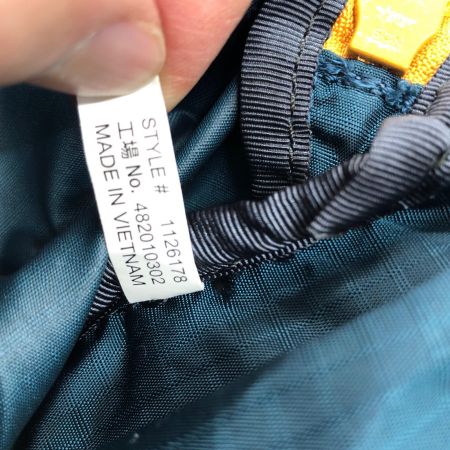 STYLE # 1126178
工場 No. 482010302
MADE IN VIETNAM